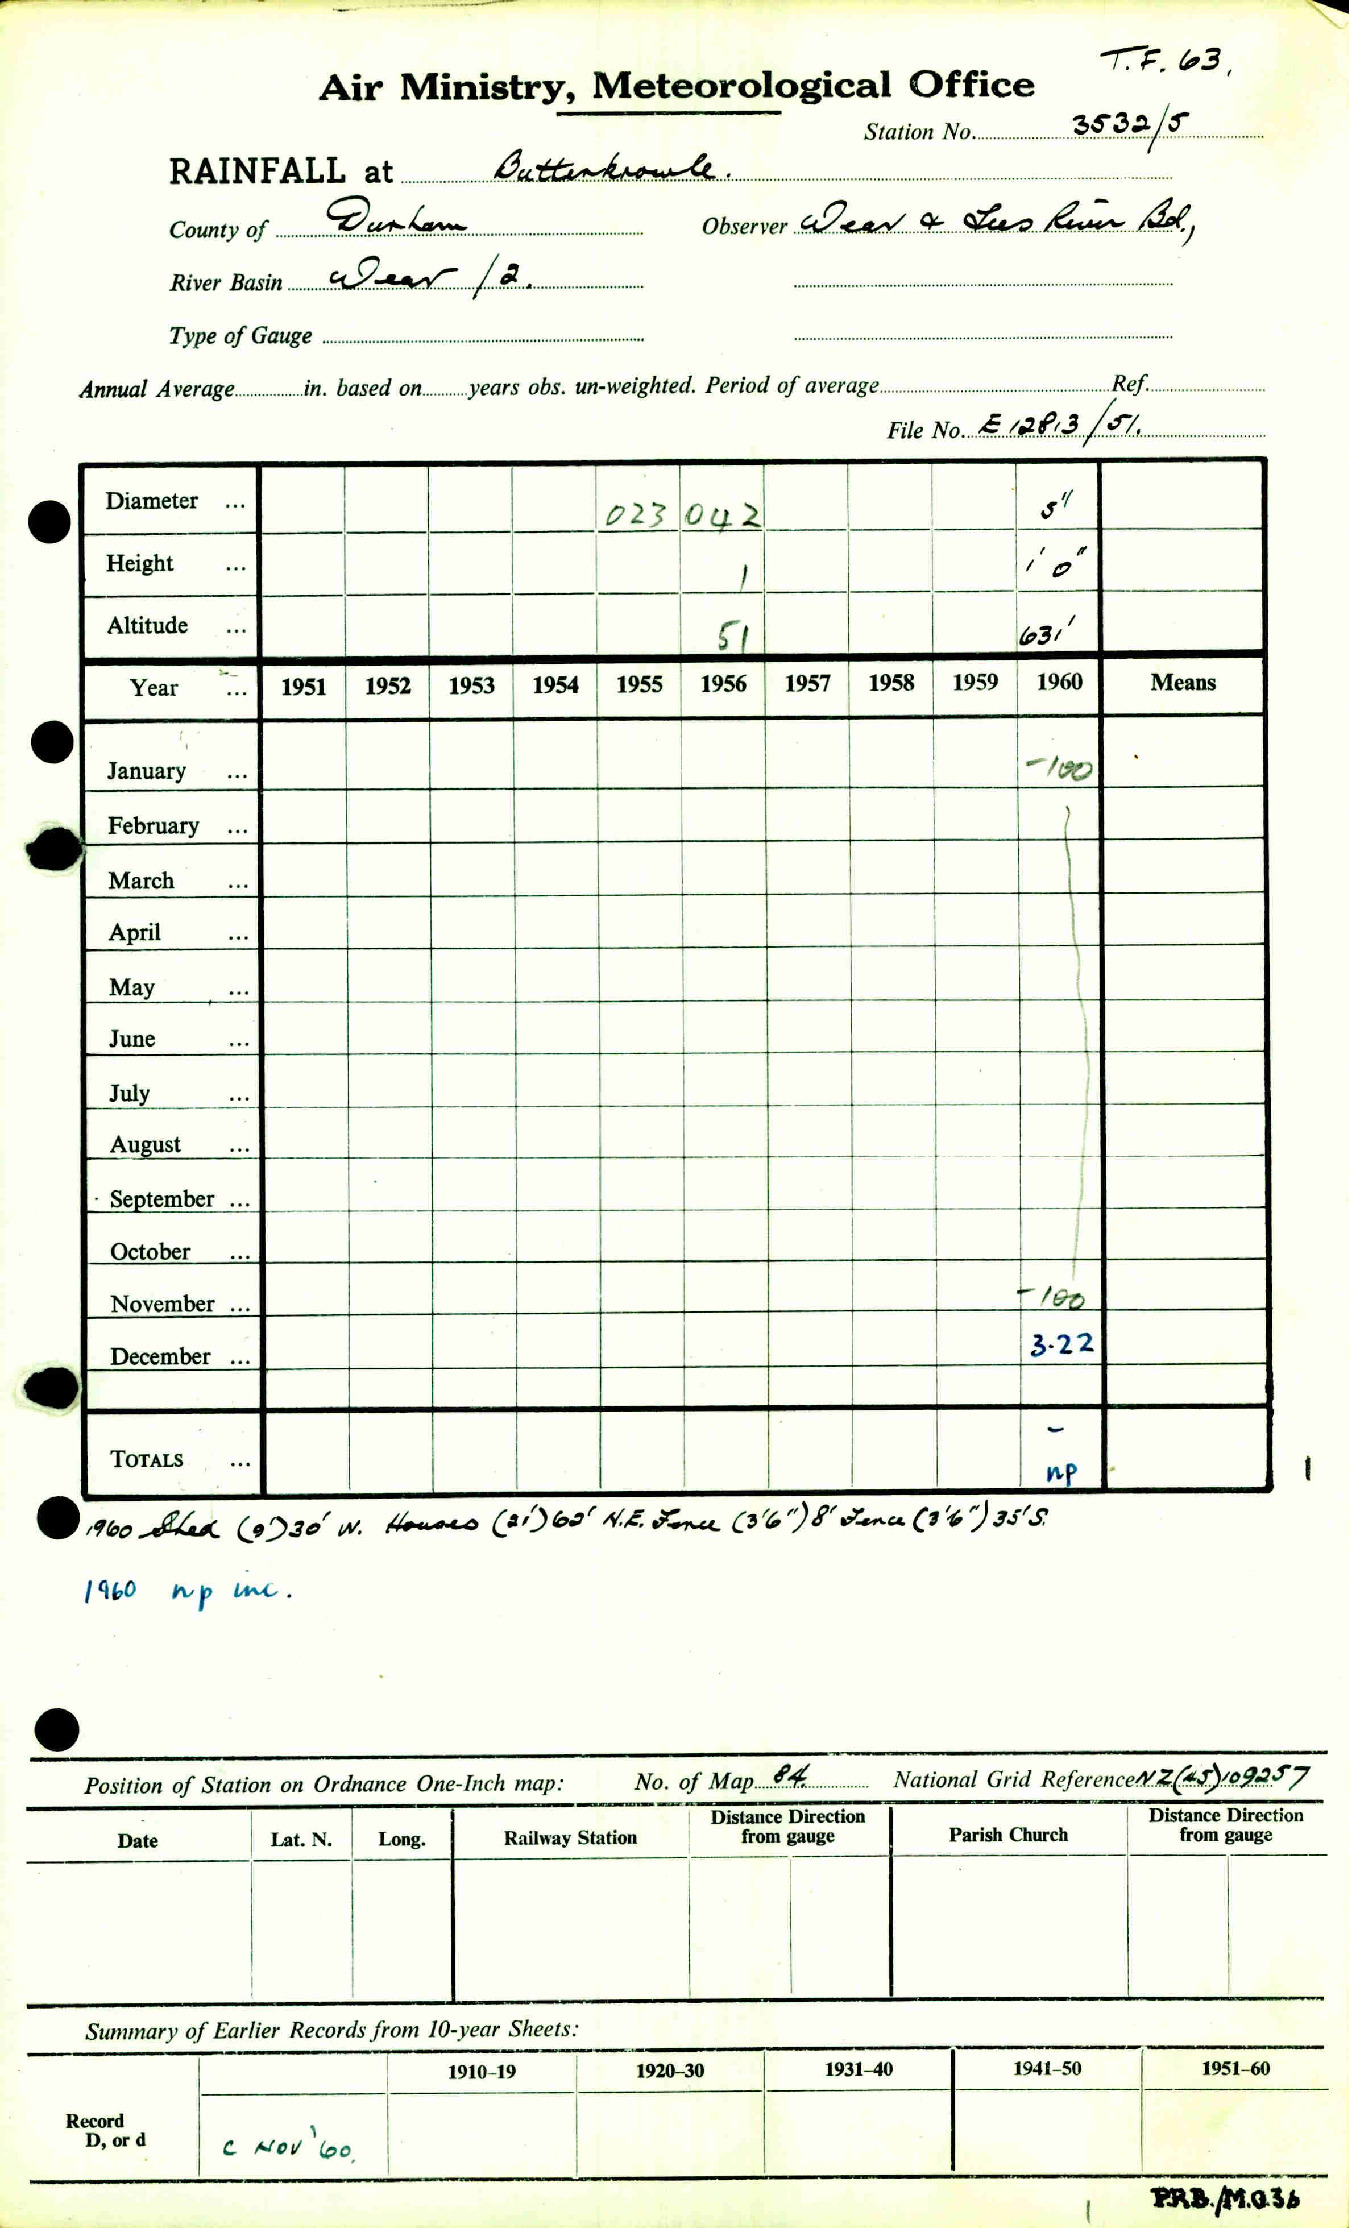 T.F. 63.
Air Ministry, Meteorological Office
Station No. 3532/5
RAINFALL at Butterknowle.
County of Durham Observer Wear & Tees River Bd.,
River Basin Wear /2.
Type of Gauge
Annual Average in. based on years obs. un-weighted. Period of average Ref.
File No. E 12813/51.
Diameter ... 023 042 5"
Height ... 1 1' 0"
Altitude ... 51 631'
Year ... 1951 1952 1953 1954 1955 1956 1957 1958 1959 1960 Means
January ... -100
February ...
March ...
April ...
May ...
June ...
July ...
August ...
September ...
October ...
November ... -100
December ... 3.22
-
TOTALS ... np
1960 Shed (9')30' W. Houses (21')60' N.E. Fence (3'6")8' Fence (3'6")35'S.
1960 np inc.
Position of Station on Ordnance One-Inch map: No. of Map 84 National Grid Reference NZ(45)109257
Date Lat. N. Long. Railway Station Distance Direction from gauge Parish Church Distance Direction from gauge
Summary of Earlier Records from 10-year Sheets:
1910-19 1920-30 1931-40 1941-50 1951-60
Record
D, or d C NOV '60.
P.R.B./M.O.3b